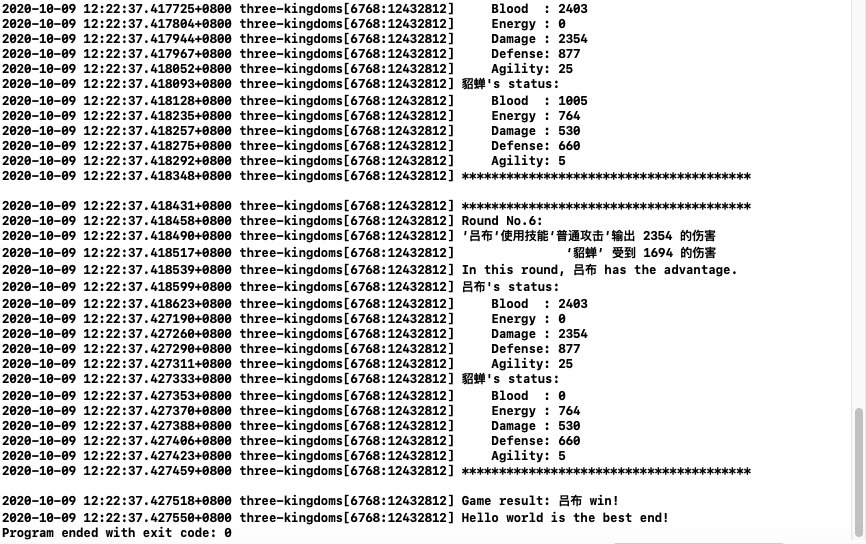 2020-10-09 12:22:37.417725+0800 three-kingdoms[6768:12432812]     Blood  : 2403
2020-10-09 12:22:37.417804+0800 three-kingdoms[6768:12432812]     Energy : 0
2020-10-09 12:22:37.417944+0800 three-kingdoms[6768:12432812]     Damage : 2354
2020-10-09 12:22:37.417967+0800 three-kingdoms[6768:12432812]     Defense: 877
2020-10-09 12:22:37.418052+0800 three-kingdoms[6768:12432812]     Agility: 25
2020-10-09 12:22:37.418093+0800 three-kingdoms[6768:12432812] 貂蝉's status:
2020-10-09 12:22:37.418128+0800 three-kingdoms[6768:12432812]     Blood  : 1005
2020-10-09 12:22:37.418235+0800 three-kingdoms[6768:12432812]     Energy : 764
2020-10-09 12:22:37.418257+0800 three-kingdoms[6768:12432812]     Damage : 530
2020-10-09 12:22:37.418275+0800 three-kingdoms[6768:12432812]     Defense: 660
2020-10-09 12:22:37.418292+0800 three-kingdoms[6768:12432812]     Agility: 5
2020-10-09 12:22:37.418348+0800 three-kingdoms[6768:12432812] ***************************************
2020-10-09 12:22:37.418431+0800 three-kingdoms[6768:12432812] ***************************************
2020-10-09 12:22:37.418458+0800 three-kingdoms[6768:12432812] Round No.6:
2020-10-09 12:22:37.418490+0800 three-kingdoms[6768:12432812] '吕布'使用技能'普通攻击'输出 2354 的伤害
2020-10-09 12:22:37.418517+0800 three-kingdoms[6768:12432812]               '貂蝉' 受到 1694 的伤害
2020-10-09 12:22:37.418539+0800 three-kingdoms[6768:12432812] In this round, 吕布 has the advantage.
2020-10-09 12:22:37.418599+0800 three-kingdoms[6768:12432812] 吕布's status:
2020-10-09 12:22:37.418623+0800 three-kingdoms[6768:12432812]     Blood  : 2403
2020-10-09 12:22:37.427190+0800 three-kingdoms[6768:12432812]     Energy : 0
2020-10-09 12:22:37.427260+0800 three-kingdoms[6768:12432812]     Damage : 2354
2020-10-09 12:22:37.427290+0800 three-kingdoms[6768:12432812]     Defense: 877
2020-10-09 12:22:37.427311+0800 three-kingdoms[6768:12432812]     Agility: 25
2020-10-09 12:22:37.427333+0800 three-kingdoms[6768:12432812] 貂蝉's status:
2020-10-09 12:22:37.427353+0800 three-kingdoms[6768:12432812]     Blood  : 0
2020-10-09 12:22:37.427370+0800 three-kingdoms[6768:12432812]     Energy : 764
2020-10-09 12:22:37.427388+0800 three-kingdoms[6768:12432812]     Damage : 530
2020-10-09 12:22:37.427406+0800 three-kingdoms[6768:12432812]     Defense: 660
2020-10-09 12:22:37.427423+0800 three-kingdoms[6768:12432812]     Agility: 5
2020-10-09 12:22:37.427459+0800 three-kingdoms[6768:12432812] ***************************************
2020-10-09 12:22:37.427518+0800 three-kingdoms[6768:12432812] Game result: 吕布 win!
2020-10-09 12:22:37.427550+0800 three-kingdoms[6768:12432812] Hello world is the best end!
Program ended with exit code: 0